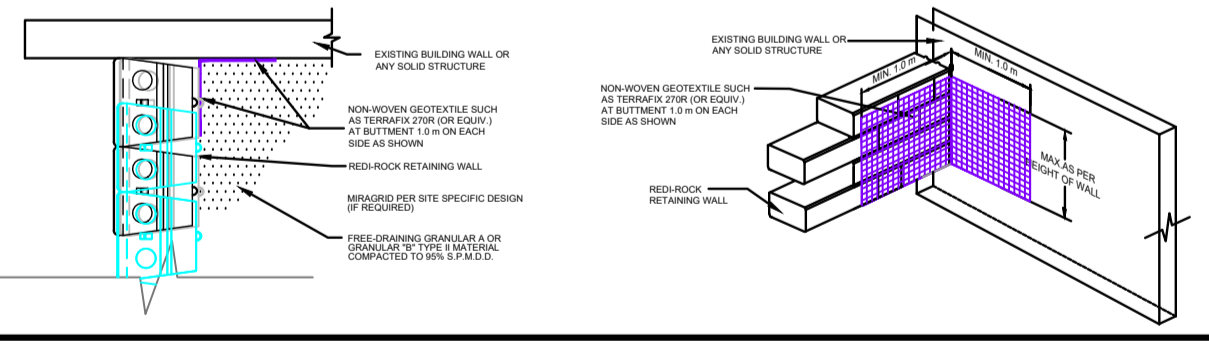 EXISTING BUILDING WALL OR
ANY SOLID STRUCTURE
NON-WOVEN GEOTEXTILE SUCH
AS TERRAFIX 270R (OR EQUIV.)
AT BUTTMENT 1.0 m ON EACH
SIDE AS SHOWN
REDI-ROCK RETAINING WALL
MIRAGRID PER SITE SPECIFIC DESIGN
(IF REQUIRED)
FREE-DRAINING GRANULAR A OR
GRANULAR "B" TYPE II MATERIAL
COMPACTED TO 95% S.P.M.D.D.
EXISTING BUILDING WALL OR
ANY SOLID STRUCTURE
MIN. 1.0 m
MIN. 1.0 m
NON-WOVEN GEOTEXTILE SUCH
AS TERRAFIX 270R (OR EQUIV.)
AT BUTTMENT 1.0 m ON EACH
SIDE AS SHOWN
MAX.AS PER
HEIGHT OF WALL
REDI-ROCK
RETAINING WALL